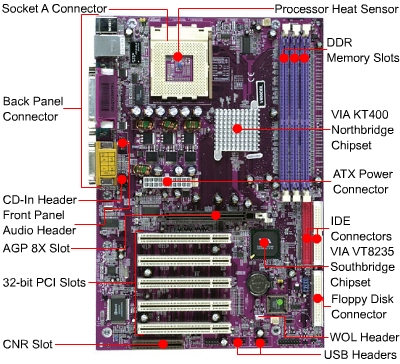 Socket A Connector
Processor Heat Sensor
DDR
Memory Slots
Back Panel
Connector
VIA KT400
Northbridge
Chipset
ATX Power
Connector
CD-In Header
Front Panel
Audio Header
AGP 8X Slot
IDE
Connectors
VIA VT8235
Southbridge
Chipset
32-bit PCI Slots
Floppy Disk
Connector
WOL Header
CNR Slot
USB Headers